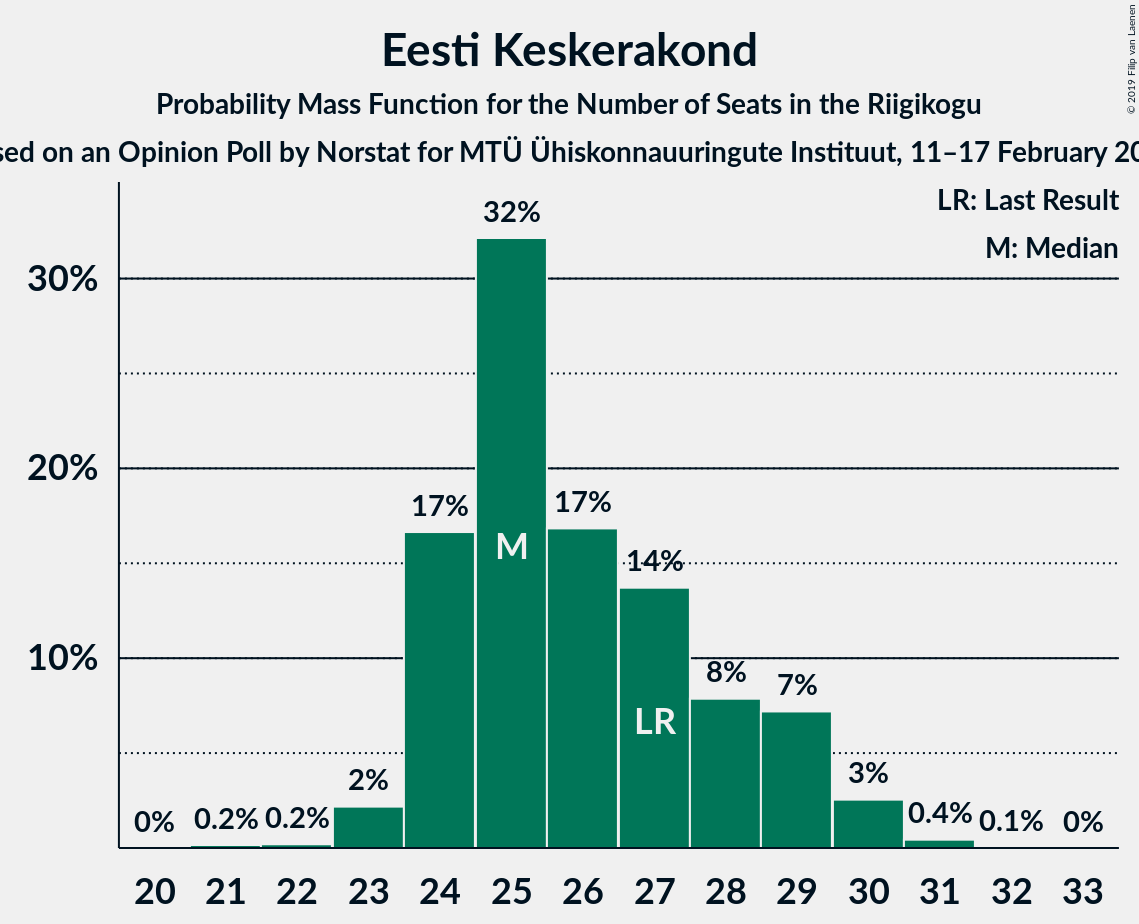 © 2019 Filip van Laenen
Eesti Keskerakond
Probability Mass Function for the Number of Seats in the Riigikogu
on an Opinion Poll by Norstat for MTÜ Ühiskonnauuringute Instituut, 11–17 February
LR: Last Result
M: Median
32%
30%
20%
17%
17%
M
14%
10%
8%
7%
LR
2%
3%
0%
0.2%
0.2%
0.4%
0.1%
0%
20 21 22 23 24 25 26 27 28 29 30 31 32 33